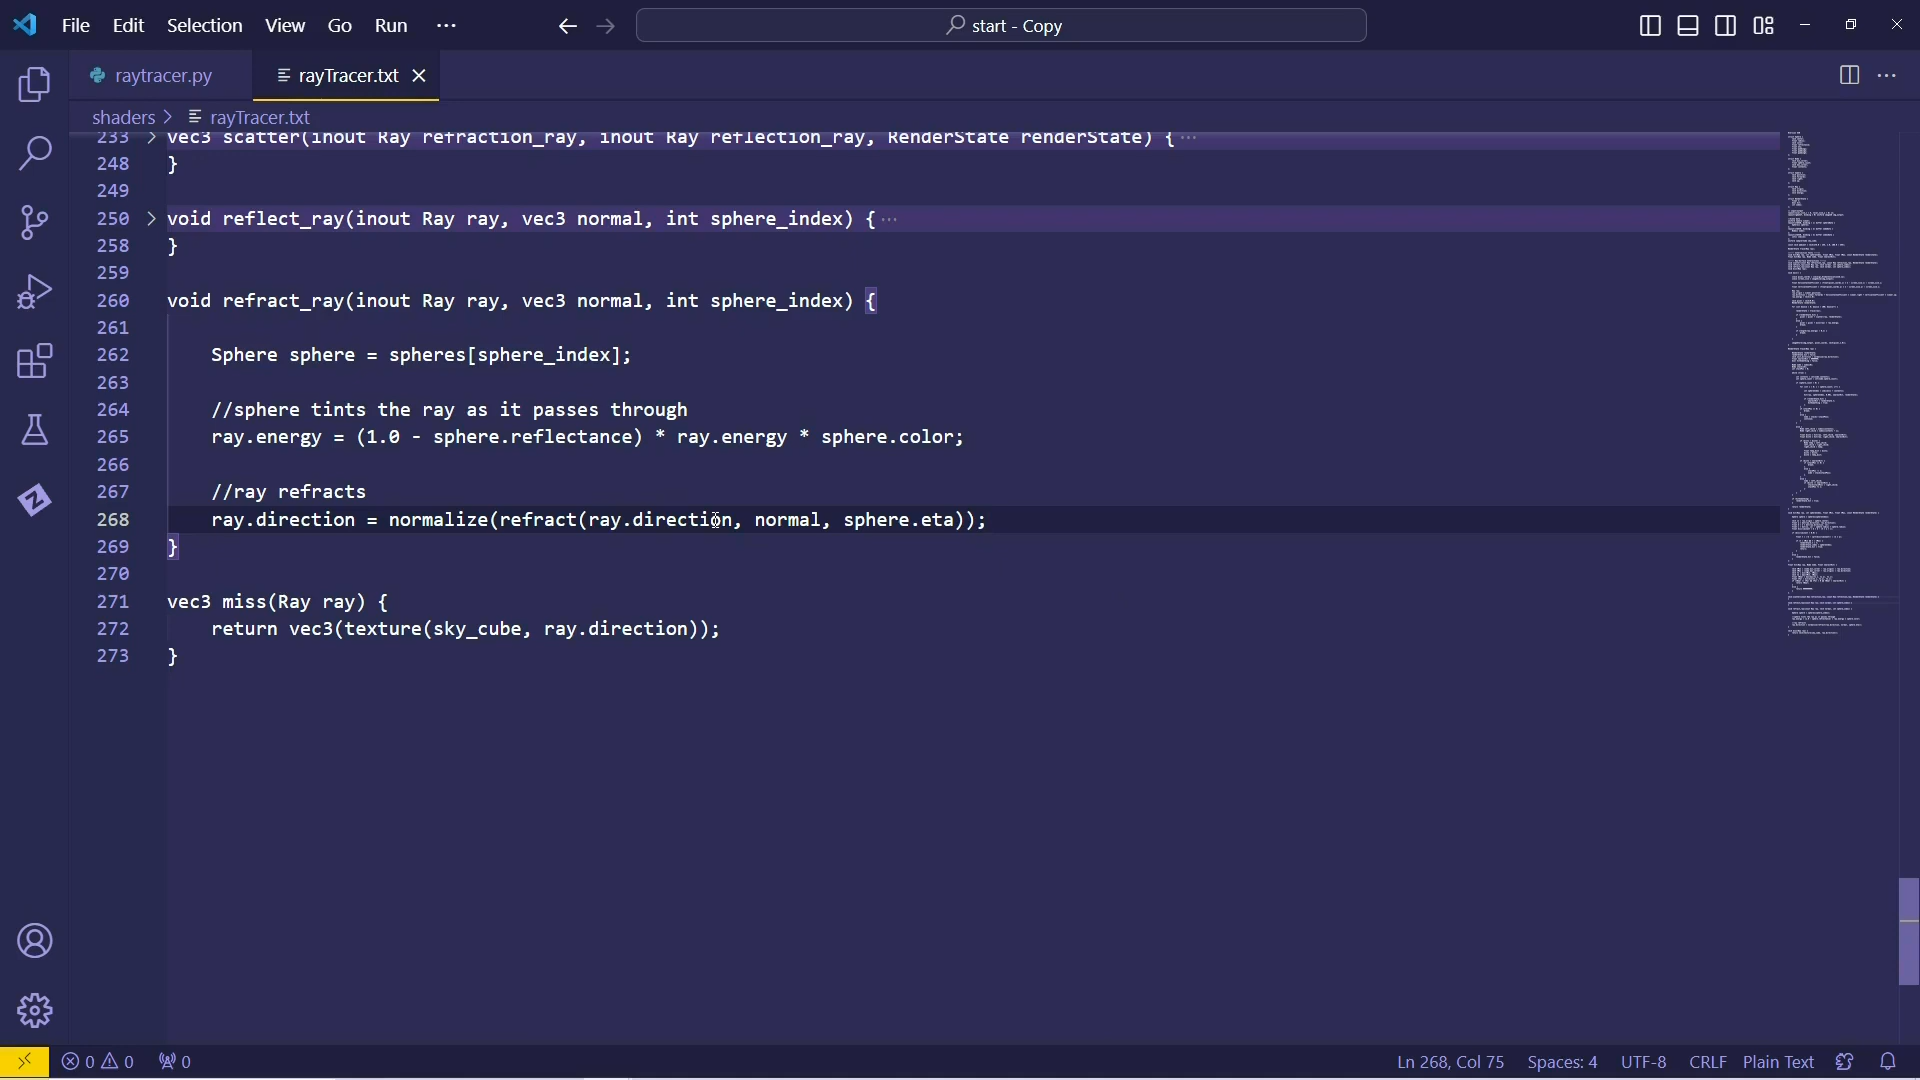 File Edit Selection View Go Run ···
start - Copy
raytracer.py
rayTracer.txt
shaders > rayTracer.txt
233 vec3 scatter(inout Ray refraction_ray, inout Ray reflection_ray, RenderState renderState) {···
248 }
249
250 void reflect_ray(inout Ray ray, vec3 normal, int sphere_index) {···
258 }
259
260 void refract_ray(inout Ray ray, vec3 normal, int sphere_index) {
261
262 Sphere sphere = spheres[sphere_index];
263
264 //sphere tints the ray as it passes through
265 ray.energy = (1.0 - sphere.reflectance) * ray.energy * sphere.color;
266
267 //ray refracts
268 ray.direction = normalize(refract(ray.direction, normal, sphere.eta));
269 }
270
271 vec3 miss(Ray ray) {
272 return vec3(texture(sky_cube, ray.direction));
273 }
0 0 0 Ln 268, Col 75 Spaces: 4 UTF-8 CRLF Plain Text